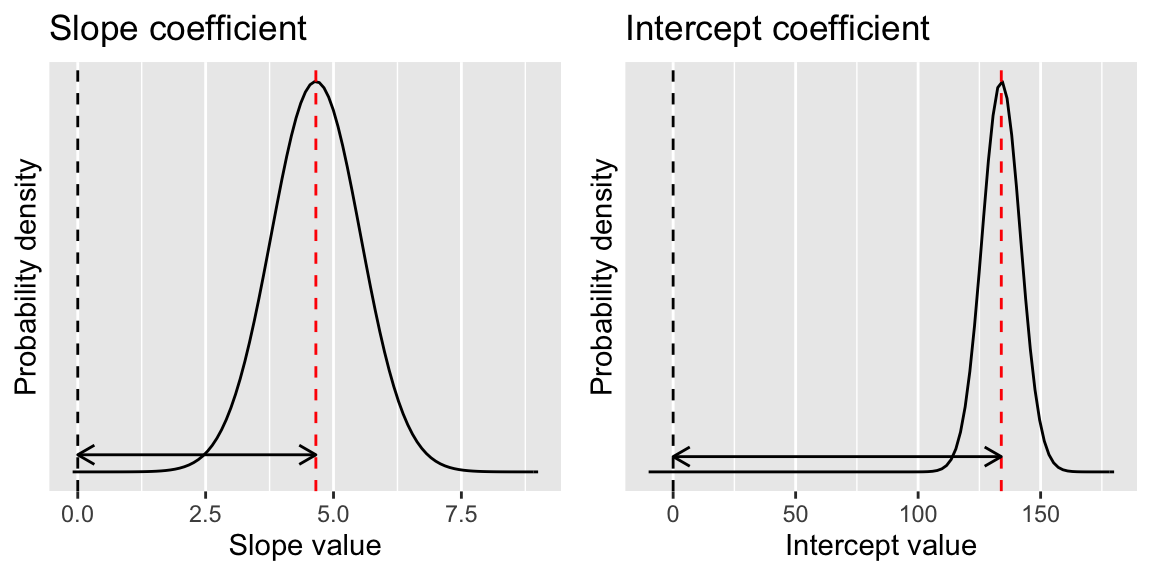 Slope coefficient
Probability density
0.0 2.5 5.0 7.5
Slope value
Intercept coefficient
Probability density
0 50 100 150
Intercept value